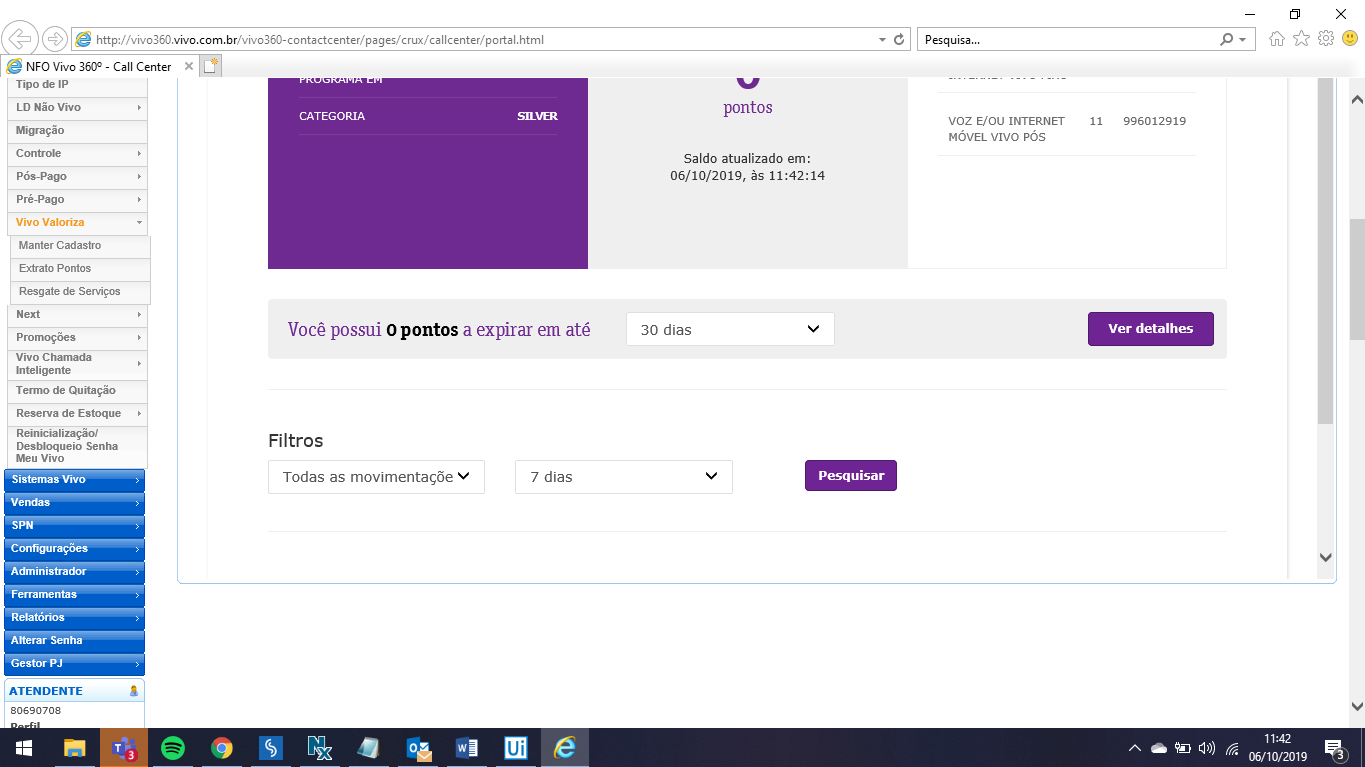 http://vivo360.vivo.com.br/vivo360-contactcenter/pages/crux/callcenter/portal.html
Pesquisa...
NFO Vivo 360º - Call Center
Tipo de IP
LD Não Vivo
Migração
Controle
Pós-Pago
Pré-Pago
Vivo Valoriza
Manter Cadastro
Extrato Pontos
Resgate de Serviços
Next
Promoções
Vivo Chamada
Inteligente
Termo de Quitação
Reserva de Estoque
Reinicialização/
Desbloqueio Senha
Meu Vivo
Sistemas Vivo
Vendas
SPN
Configurações
Administrador
Ferramentas
Relatórios
Alterar Senha
Gestor PJ
ATENDENTE
80690708
Perfil
PROGRAMA EM
CATEGORIA SILVER
0
pontos
Saldo atualizado em:
06/10/2019, às 11:42:14
VOZ E/OU INTERNET 11 996012919
MÓVEL VIVO PÓS
Você possui 0 pontos a expirar em até 30 dias Ver detalhes
Filtros
Todas as movimentaçõe 7 dias Pesquisar
11:42
06/10/2019
3
3